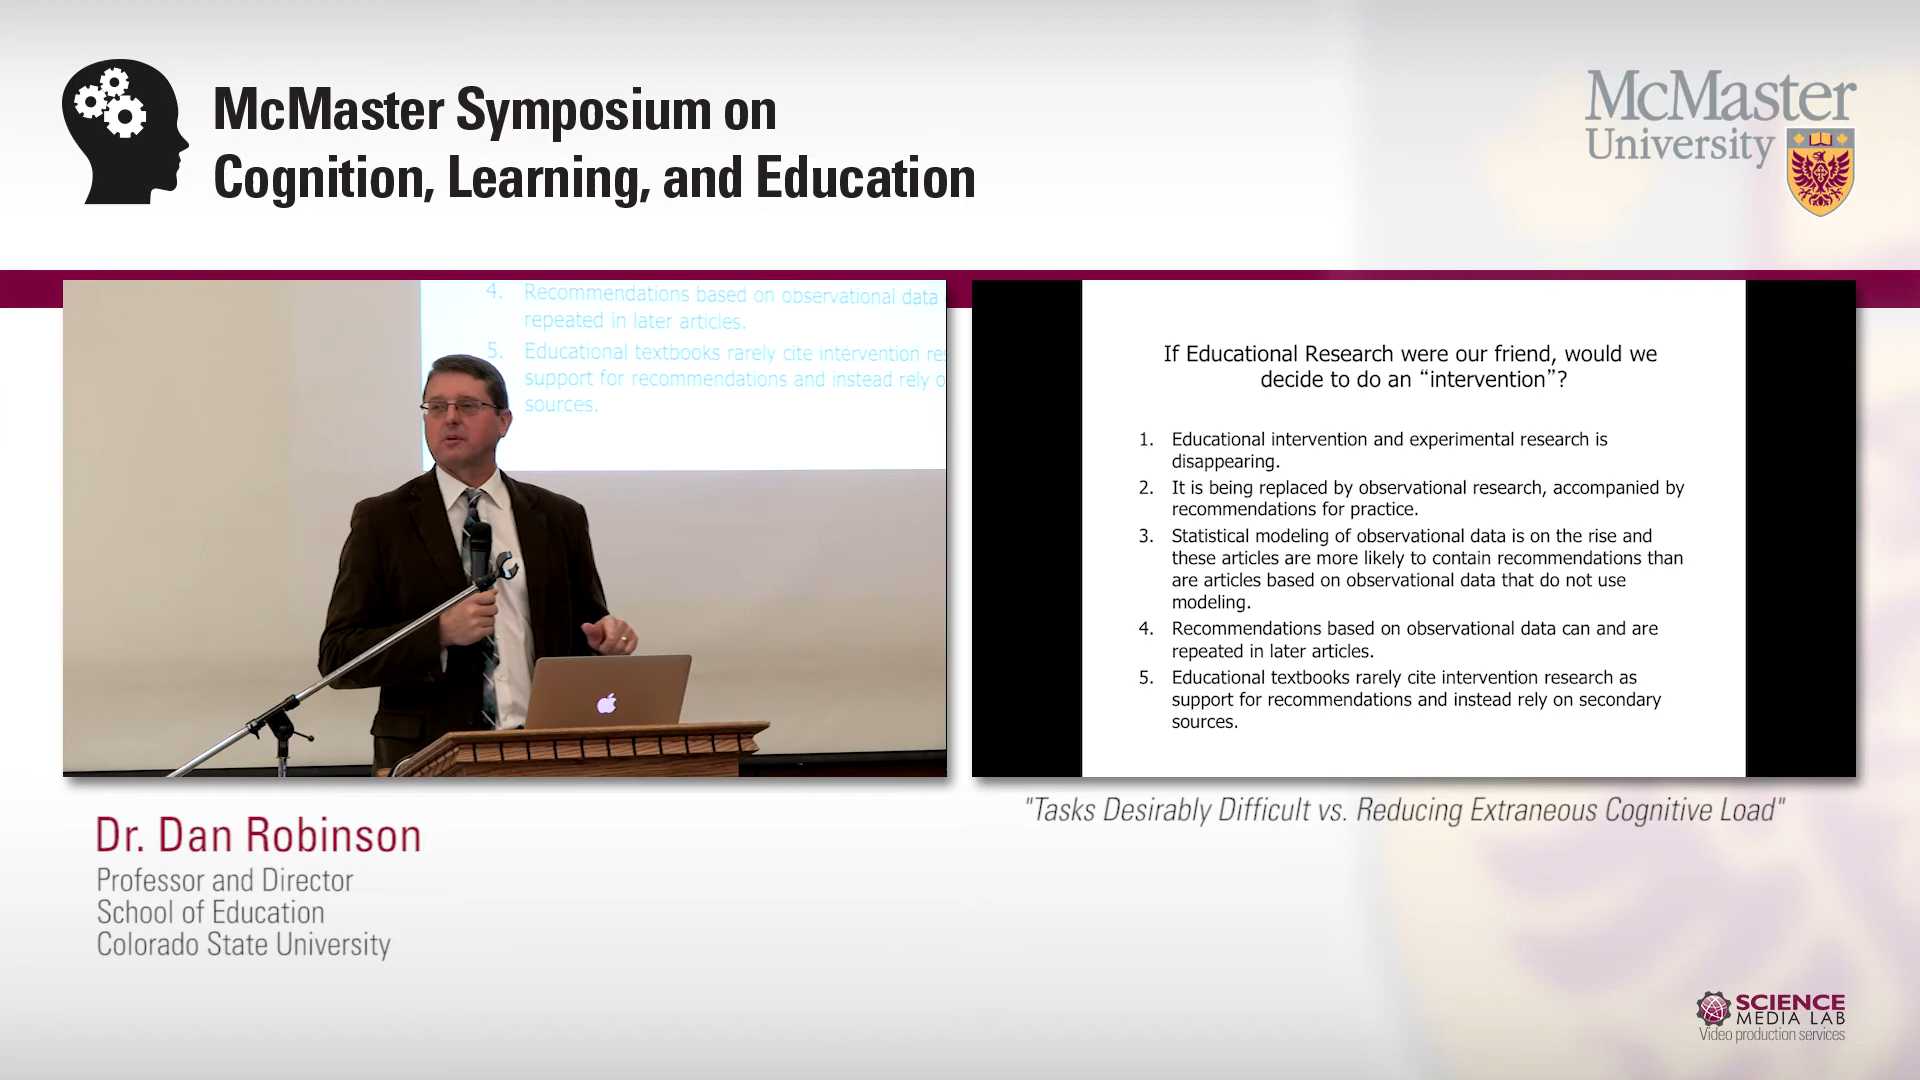 McMaster Symposium on
Cognition, Learning, and Education
McMaster
University
4. Recommendations based on observational data
repeated in later articles.
5. Educational textbooks rarely cite intervention res
support for recommendations and instead rely o
sources.
If Educational Research were our friend, would we
decide to do an “intervention”?
1. Educational intervention and experimental research is
disappearing.
2. It is being replaced by observational research, accompanied by
recommendations for practice.
3. Statistical modeling of observational data is on the rise and
these articles are more likely to contain recommendations than
are articles based on observational data that do not use
modeling.
4. Recommendations based on observational data can and are
repeated in later articles.
5. Educational textbooks rarely cite intervention research as
support for recommendations and instead rely on secondary
sources.
Dr. Dan Robinson
Professor and Director
School of Education
Colorado State University
"Tasks Desirably Difficult vs. Reducing Extraneous Cognitive Load"
SCIENCE
MEDIA LAB
Video production services